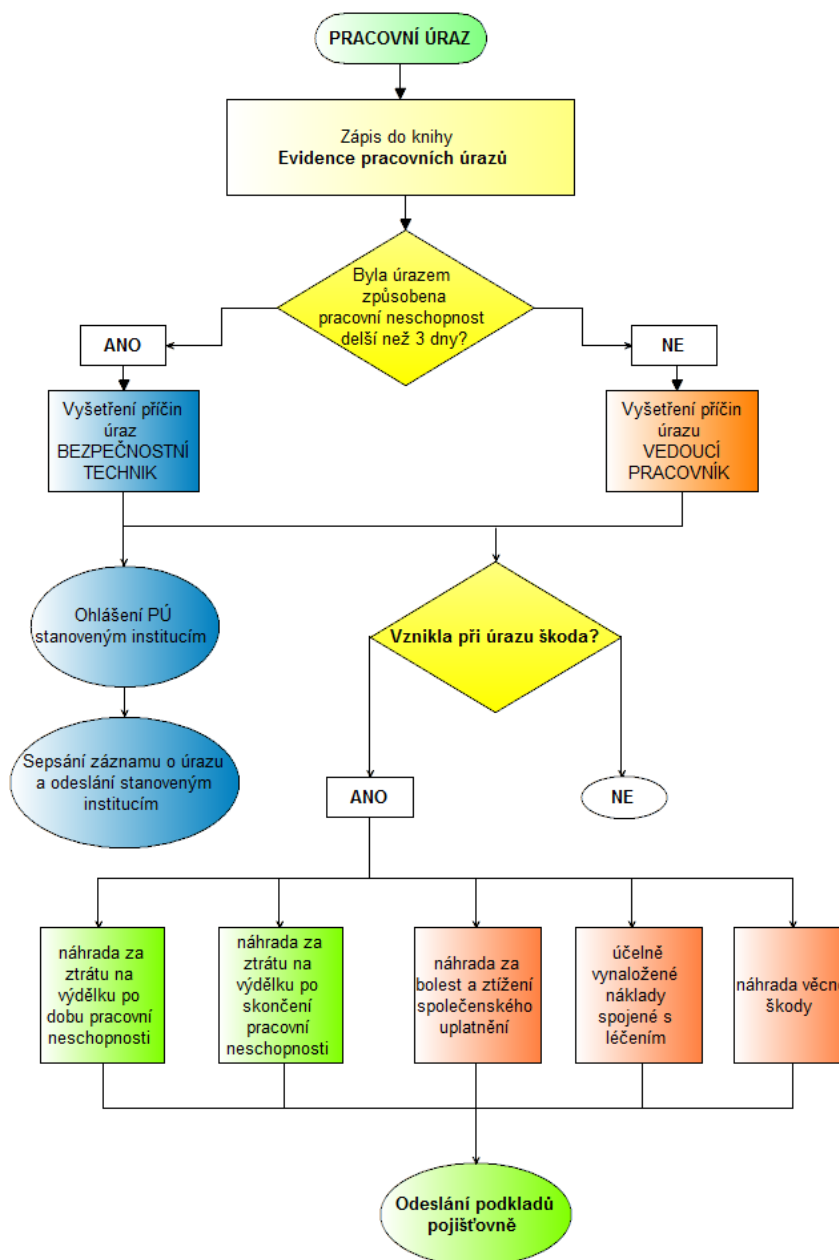 PRACOVNÍ ÚRAZ
Zápis do knihy
Evidence pracovních úrazů
Byla úrazem
způsobena
pracovní neschopnost
delší než 3 dny?
ANO
NE
Vyšetření příčin
úraz
BEZPEČNOSTNÍ
TECHNIK
Vyšetření příčin
úrazu
VEDOUCÍ
PRACOVNÍK
Ohlášení PÚ
stanoveným institucím
Vznikla při úrazu škoda?
Sepsání záznamu o úrazu
a odeslání stanoveným
institucím
ANO
NE
náhrada za
ztrátu na
výdělku po
dobu pracovní
neschopnosti
náhrada za
ztrátu na
výdělku po
skončení
pracovní
neschopnosti
náhrada za
bolest a ztížení
společenského
uplatnění
účelně
vynaložené
náklady
spojené s
léčením
náhrada věcn
škody
Odeslání podkladů
pojišťovně